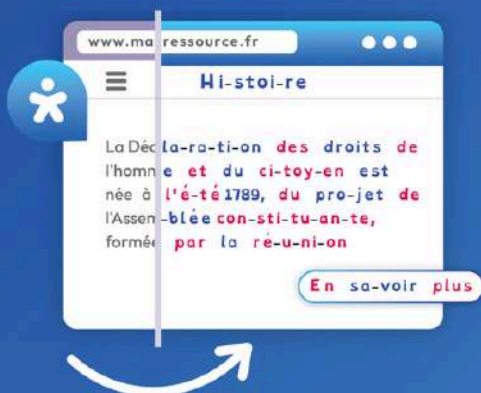 www.ma ressource.fr
Hi-stoi-re
La Décla-ra-ti-on des droits de
l'homme et du ci-toy-en est
née à l'é-té 1789, du pro-jet de
l'Assem-blée con-sti-tu-an-te,
formée par la ré-u-ni-on
En sa-voir plus